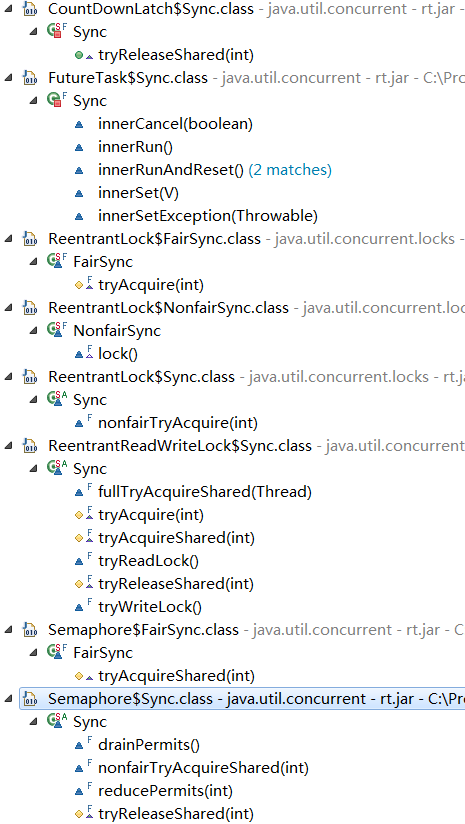 CountDownLatch$Sync.class - java.util.concurrent - rt.jar -
Sync
tryReleaseShared(int)
FutureTask$Sync.class - java.util.concurrent - rt.jar - C:\Pro
Sync
innerCancel(boolean)
innerRun()
innerRunAndReset() (2 matches)
innerSet(V)
innerSetException(Throwable)
ReentrantLock$FairSync.class - java.util.concurrent.locks -
FairSync
tryAcquire(int)
ReentrantLock$NonfairSync.class - java.util.concurrent.loc
NonfairSync
lock()
ReentrantLock$Sync.class - java.util.concurrent.locks - rt.ja
Sync
nonfairTryAcquire(int)
ReentrantReadWriteLock$Sync.class - java.util.concurrent
Sync
fullTryAcquireShared(Thread)
tryAcquire(int)
tryAcquireShared(int)
tryReadLock()
tryReleaseShared(int)
tryWriteLock()
Semaphore$FairSync.class - java.util.concurrent - rt.jar - C
FairSync
tryAcquireShared(int)
Semaphore$Sync.class - java.util.concurrent - rt.jar - C:\Pr
Sync
drainPermits()
nonfairTryAcquireShared(int)
reducePermits(int)
tryReleaseShared(int)